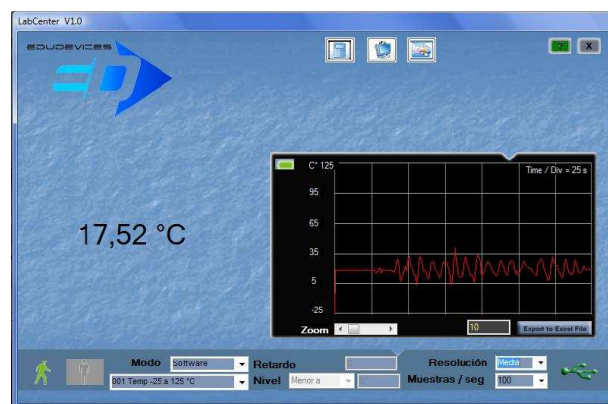 LabCenter V1.0
EDUDEVICES
?
X
C° 125
Time / Div = 25 s
95
65
35
5
-25
17,52 °C
Zoom
10
Export to Excel File
Modo
Software
Retardo
Resolución
Media
001 Temp -25 a 125 °C
Nivel
Menor a
Muestras / seg
100